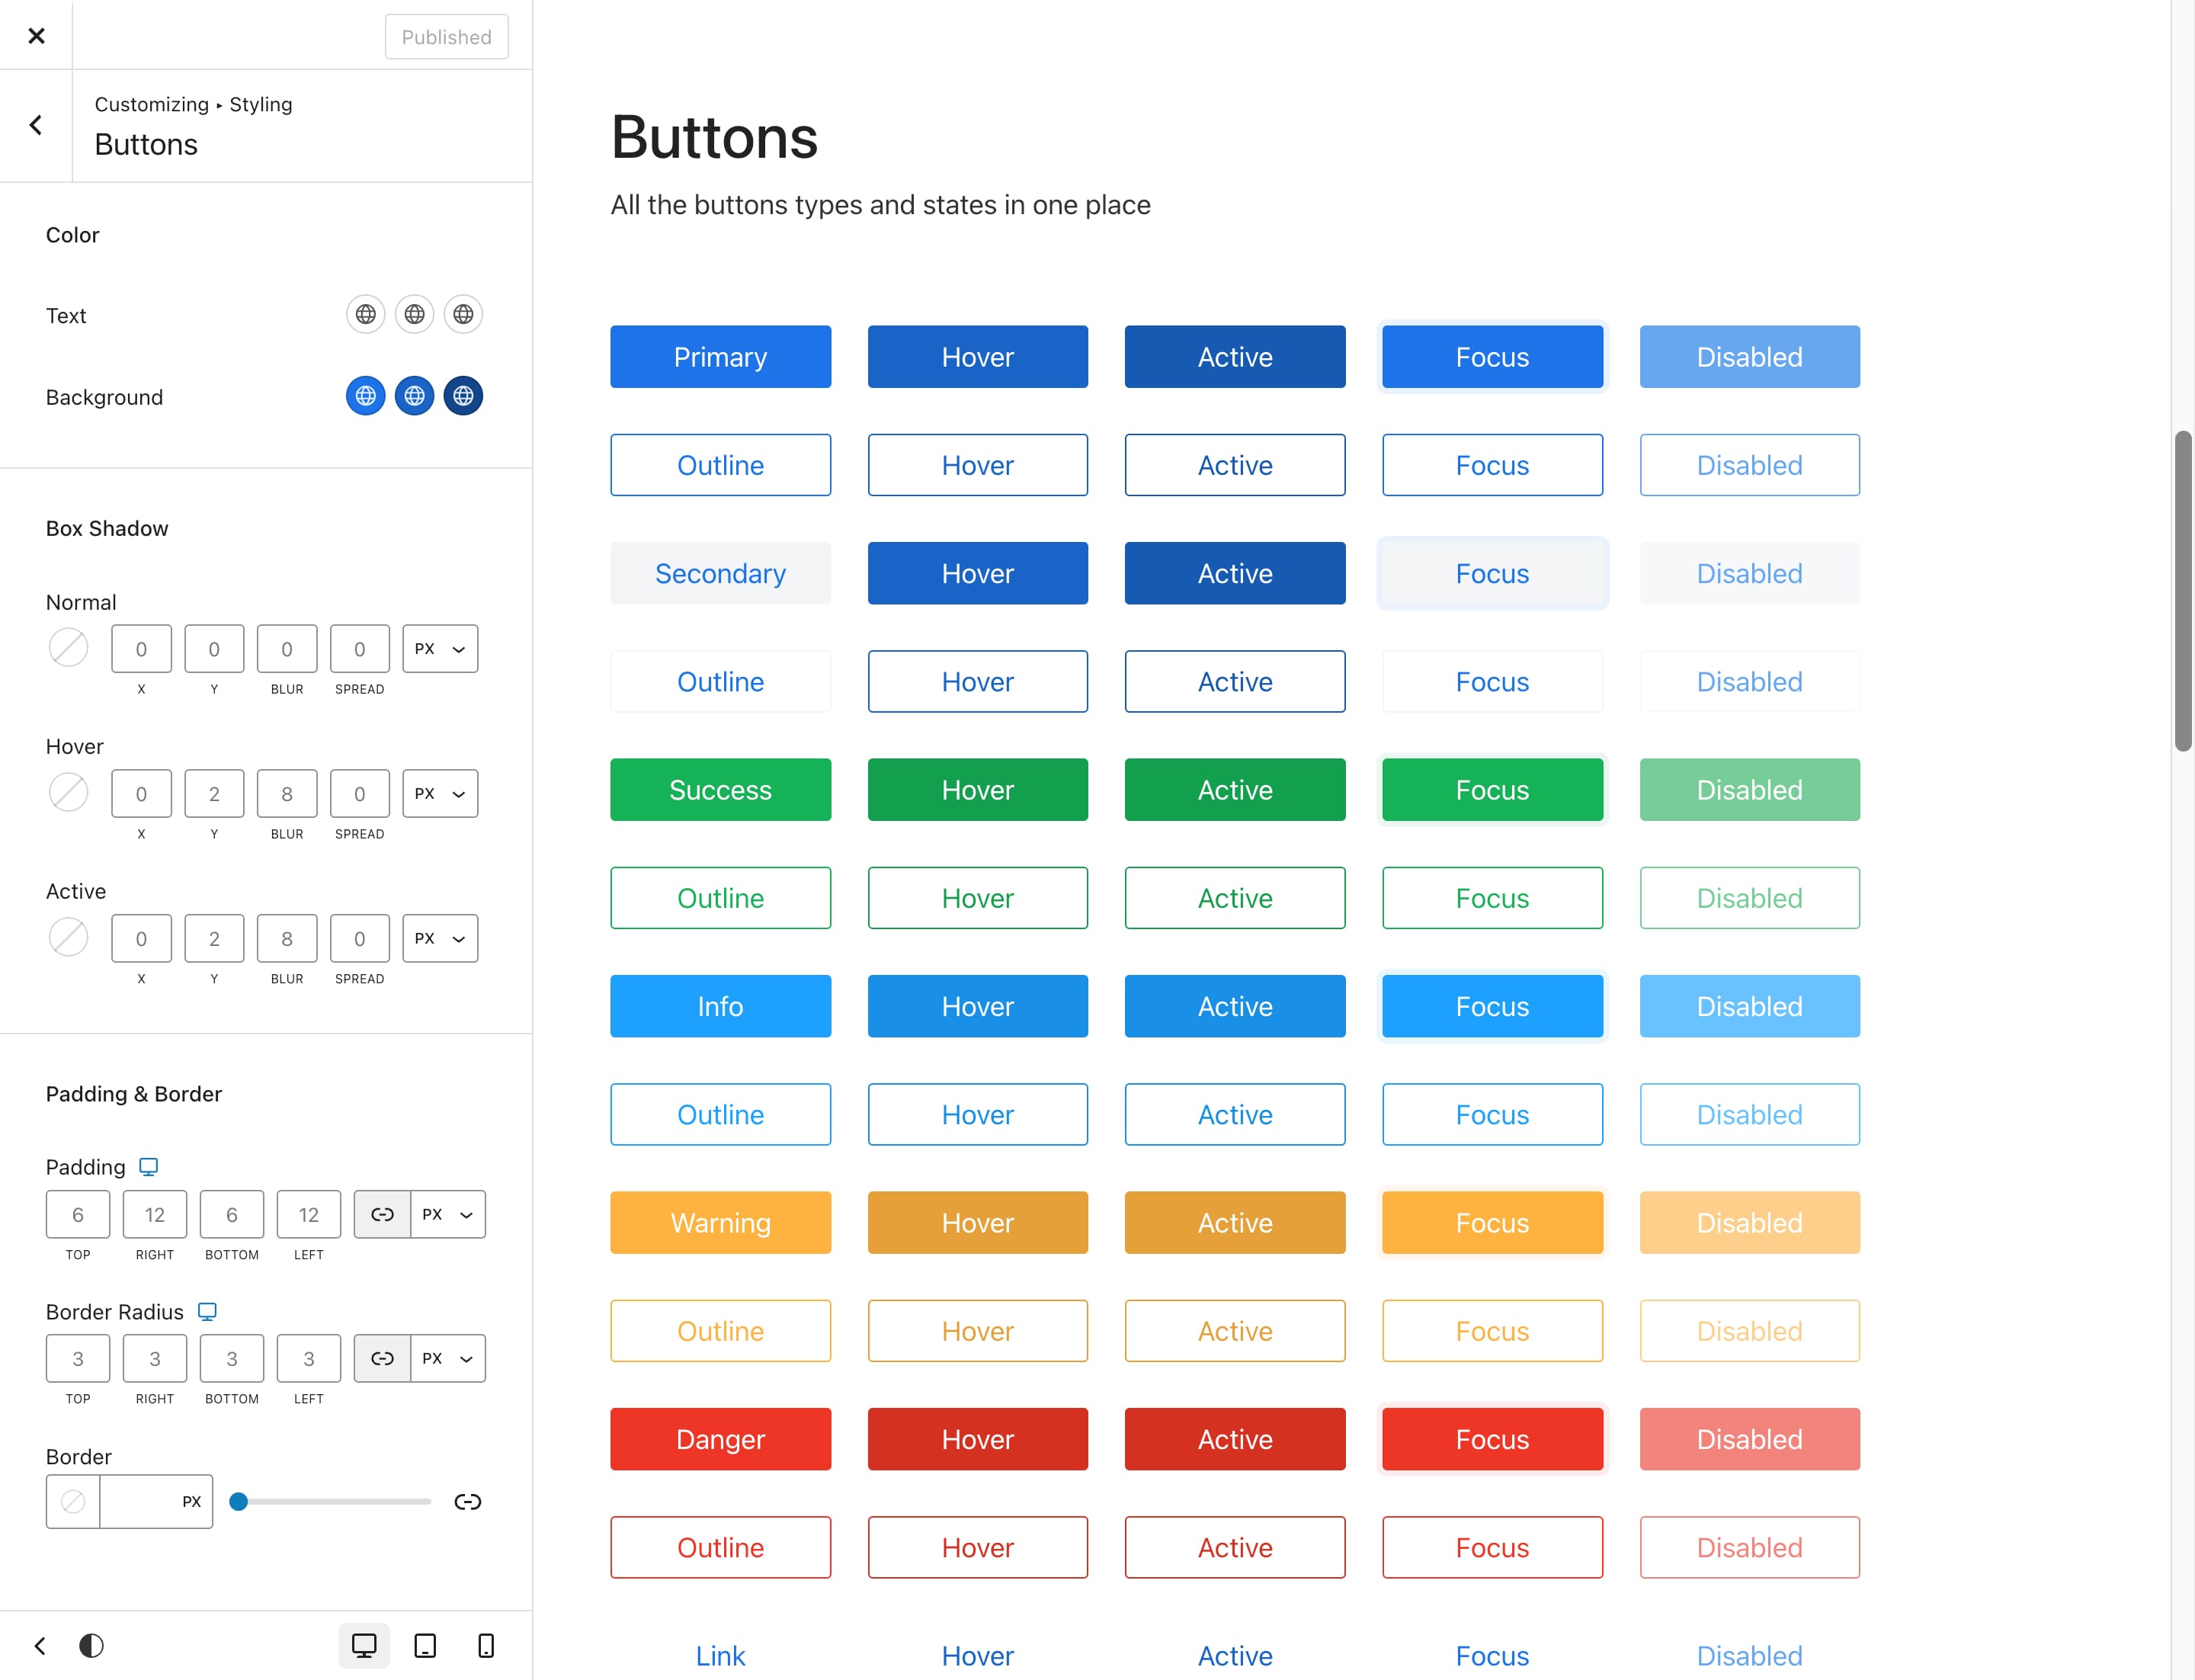 Published
Customizing ▸ Styling
Buttons
Color
Text
Background
Box Shadow
Normal
0 0 0 0 PX
X Y BLUR SPREAD
Hover
0 2 8 0 PX
X Y BLUR SPREAD
Active
0 2 8 0 PX
X Y BLUR SPREAD
Padding & Border
Padding
6 12 6 12 PX
TOP RIGHT BOTTOM LEFT
Border Radius
3 3 3 3 PX
TOP RIGHT BOTTOM LEFT
Border
PX
Buttons
All the buttons types and states in one place
Primary Hover Active Focus Disabled
Outline Hover Active Focus Disabled
Secondary Hover Active Focus Disabled
Outline Hover Active Focus Disabled
Success Hover Active Focus Disabled
Outline Hover Active Focus Disabled
Info Hover Active Focus Disabled
Outline Hover Active Focus Disabled
Warning Hover Active Focus Disabled
Outline Hover Active Focus Disabled
Danger Hover Active Focus Disabled
Outline Hover Active Focus Disabled
Link Hover Active Focus Disabled